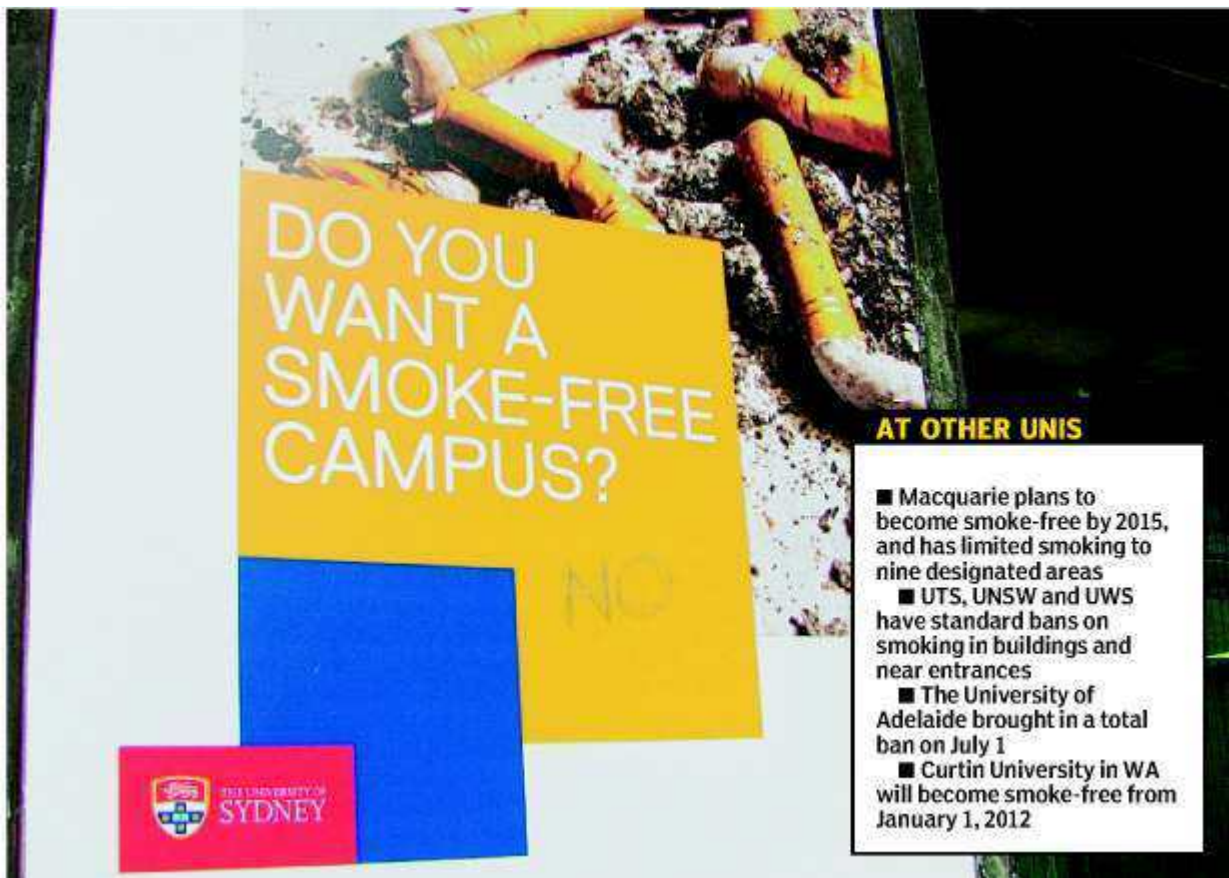 DO YOU
WANT A
SMOKE-FREE
CAMPUS?
NO
THE UNIVERSITY OF
SYDNEY
AT OTHER UNIS
■ Macquarie plans to
become smoke-free by 2015,
and has limited smoking to
nine designated areas
■ UTS, UNSW and UWS
have standard bans on
smoking in buildings and
near entrances
■ The University of
Adelaide brought in a total
ban on July 1
■ Curtin University in WA
will become smoke-free from
January 1, 2012